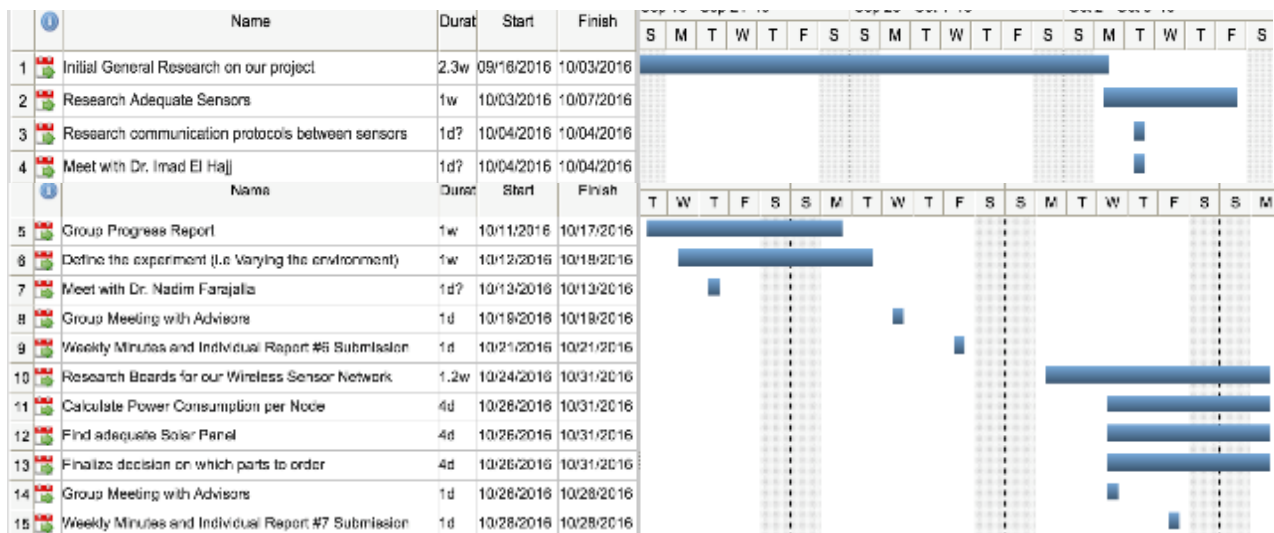 Name Durat Start Finish
S M T W T F S S M T W T F S S M T W T F S
1 Initial General Research on our project 2.3w 09/16/2016 10/03/2016
2 Research Adequate Sensors 1w 10/03/2016 10/07/2016
3 Research communication protocols between sensors 1d? 10/04/2016 10/04/2016
4 Meet with Dr. Imad El Hajj 1d? 10/04/2016 10/04/2016
Name Durat Start Finish
T W T F S S M T W T F S S M T W T F S S M
5 Group Progress Report 1w 10/11/2016 10/17/2016
6 Define the experiment (i.e Varying the environment) 1w 10/12/2016 10/18/2016
7 Meet with Dr. Nadim Farajalla 1d? 10/13/2016 10/13/2016
8 Group Meeting with Advisors 1d 10/19/2016 10/19/2016
9 Weekly Minutes and Individual Report #6 Submission 1d 10/21/2016 10/21/2016
10 Research Boards for our Wireless Sensor Network 1.2w 10/24/2016 10/31/2016
11 Calculate Power Consumption per Node 4d 10/26/2016 10/31/2016
12 Find adequate Solar Panel 4d 10/26/2016 10/31/2016
13 Finalize decision on which parts to order 4d 10/26/2016 10/31/2016
14 Group Meeting with Advisors 1d 10/26/2016 10/26/2016
15 Weekly Minutes and Individual Report #7 Submission 1d 10/28/2016 10/28/2016